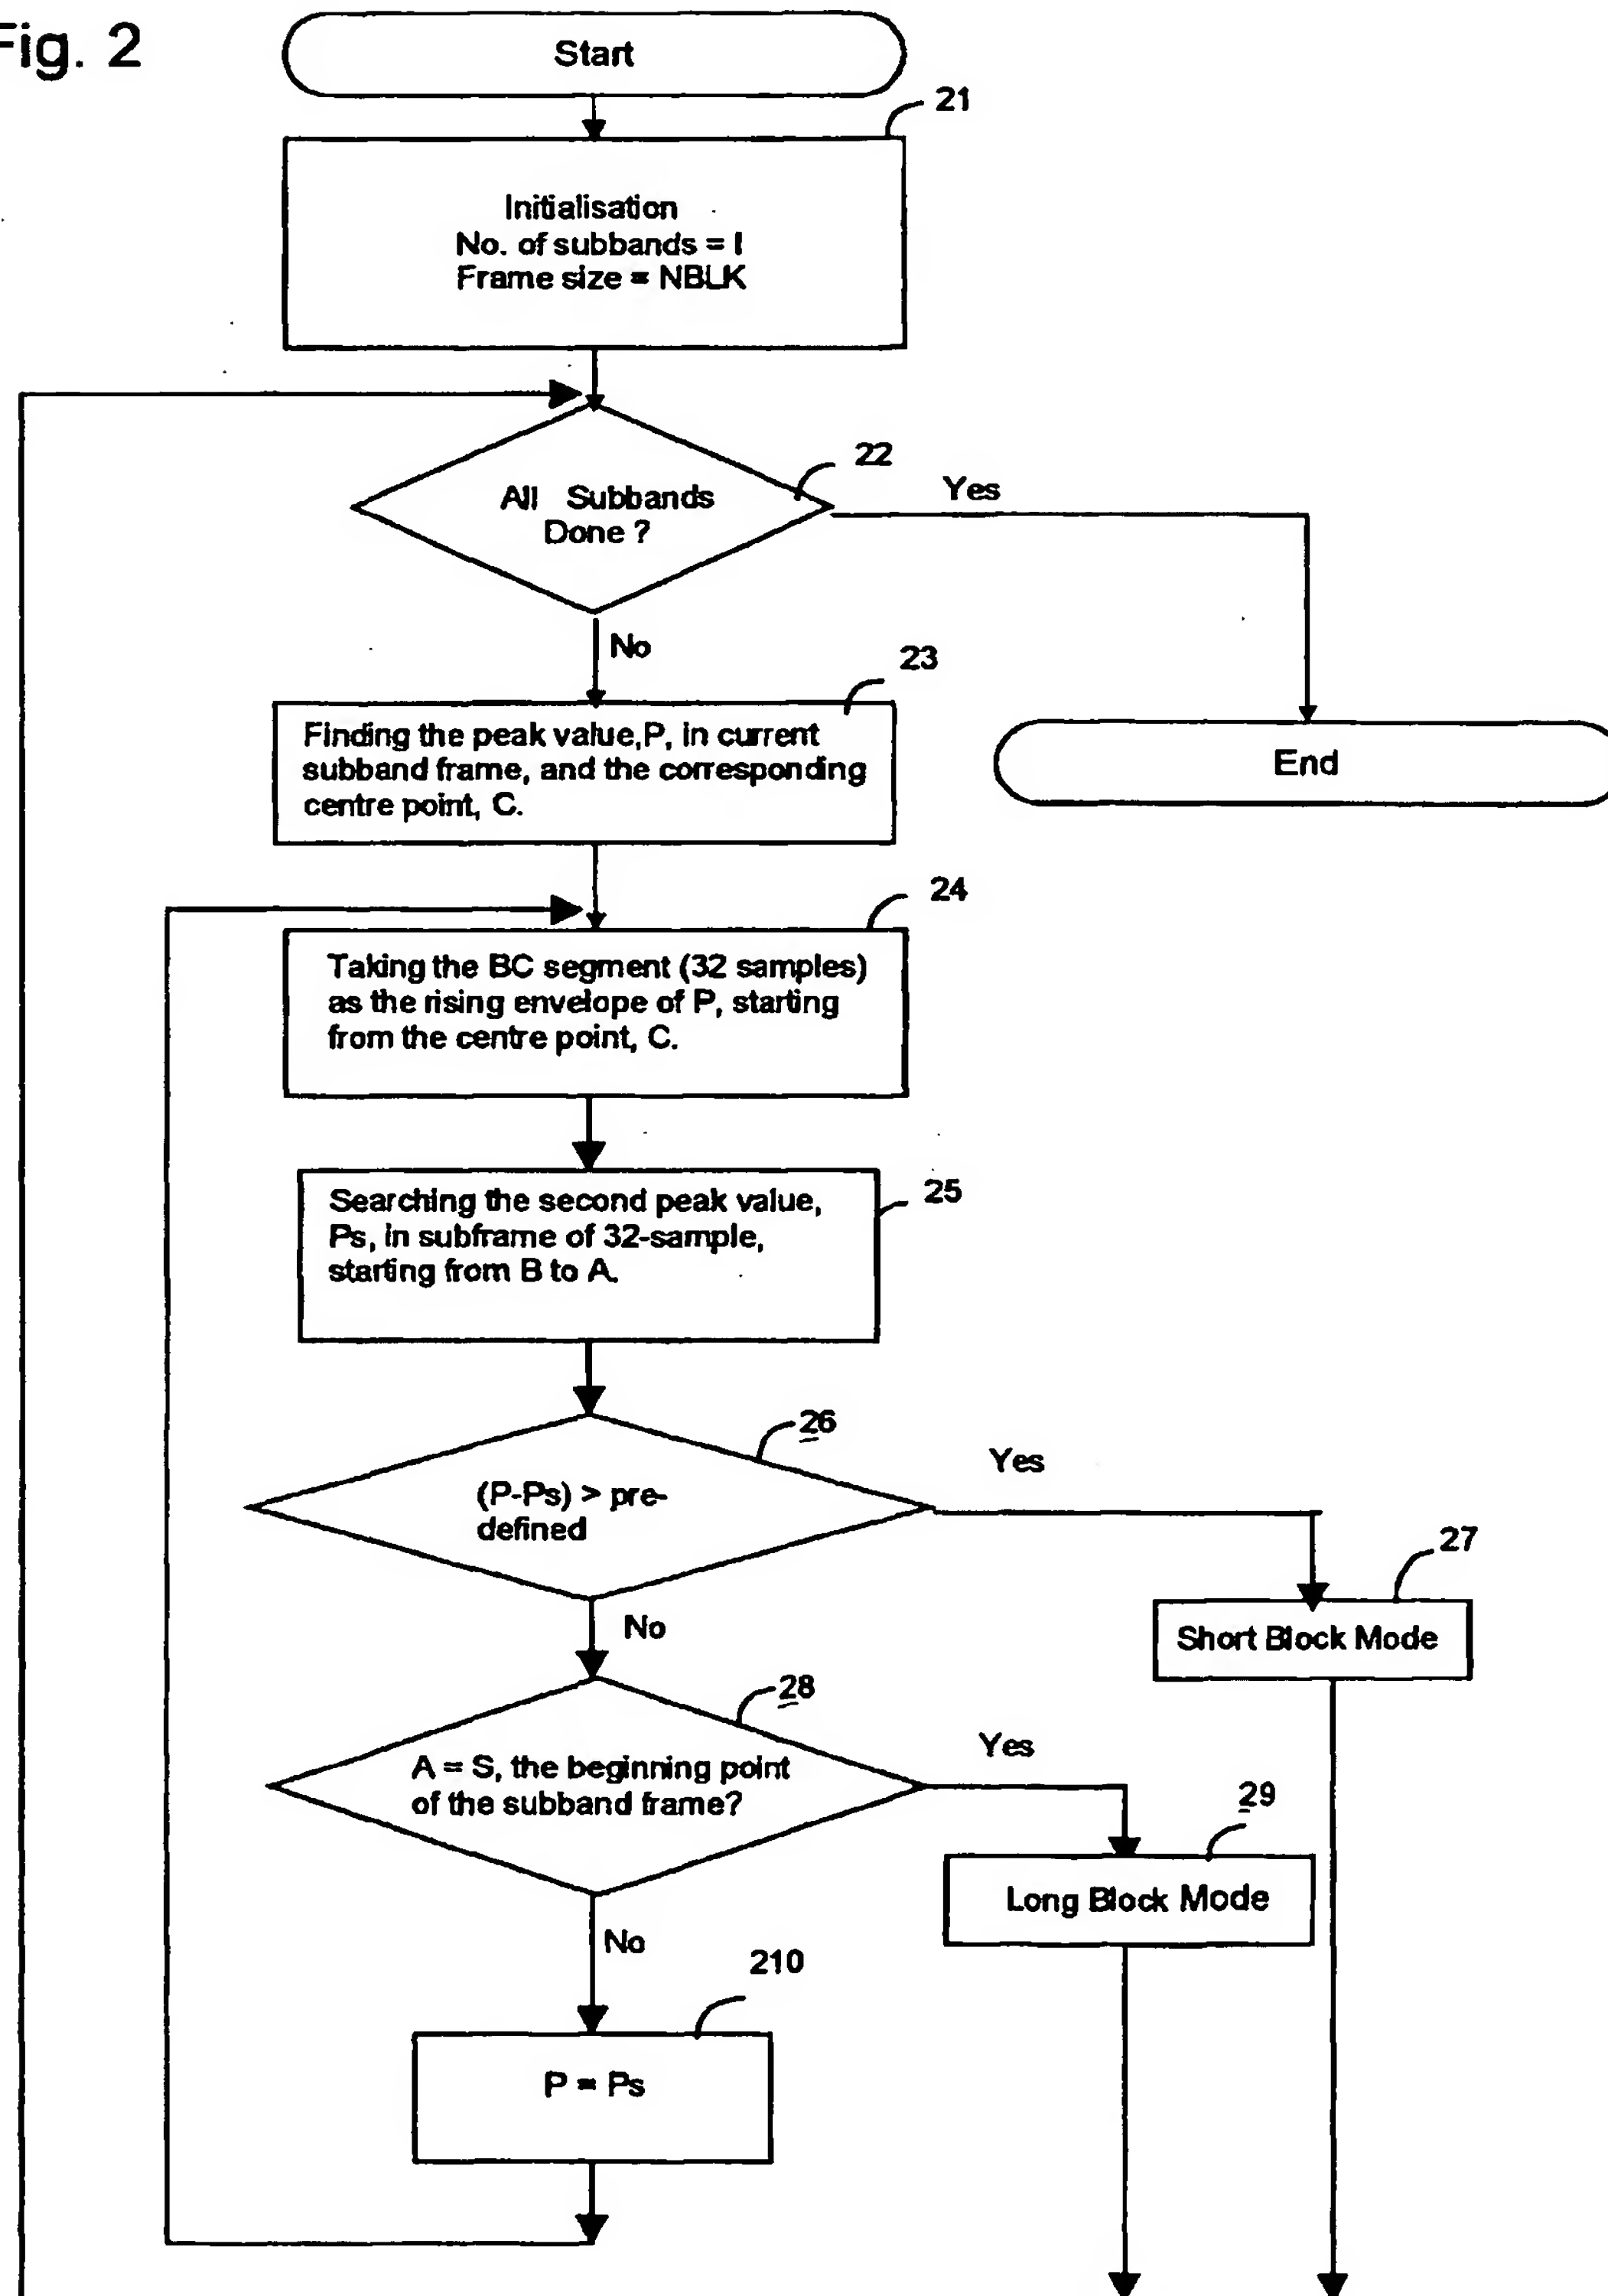 Fig. 2
Start
21
Initialisation
No. of subbands = I
Frame size = NBLK
22
All Subbands
Done ?
Yes
No
23
Finding the peak value,P, in current
subband frame, and the corresponding
centre point, C.
End
24
Taking the BC segment (32 samples)
as the rising envelope of P, starting
from the centre point, C.
25
Searching the second peak value,
Ps, in subframe of 32-sample,
starting from B to A.
26
(P-Ps) > pre-
defined
Yes
27
Short Block Mode
No
28
A = S, the beginning point
of the subband frame?
Yes
29
Long Block Mode
No
210
P = Ps